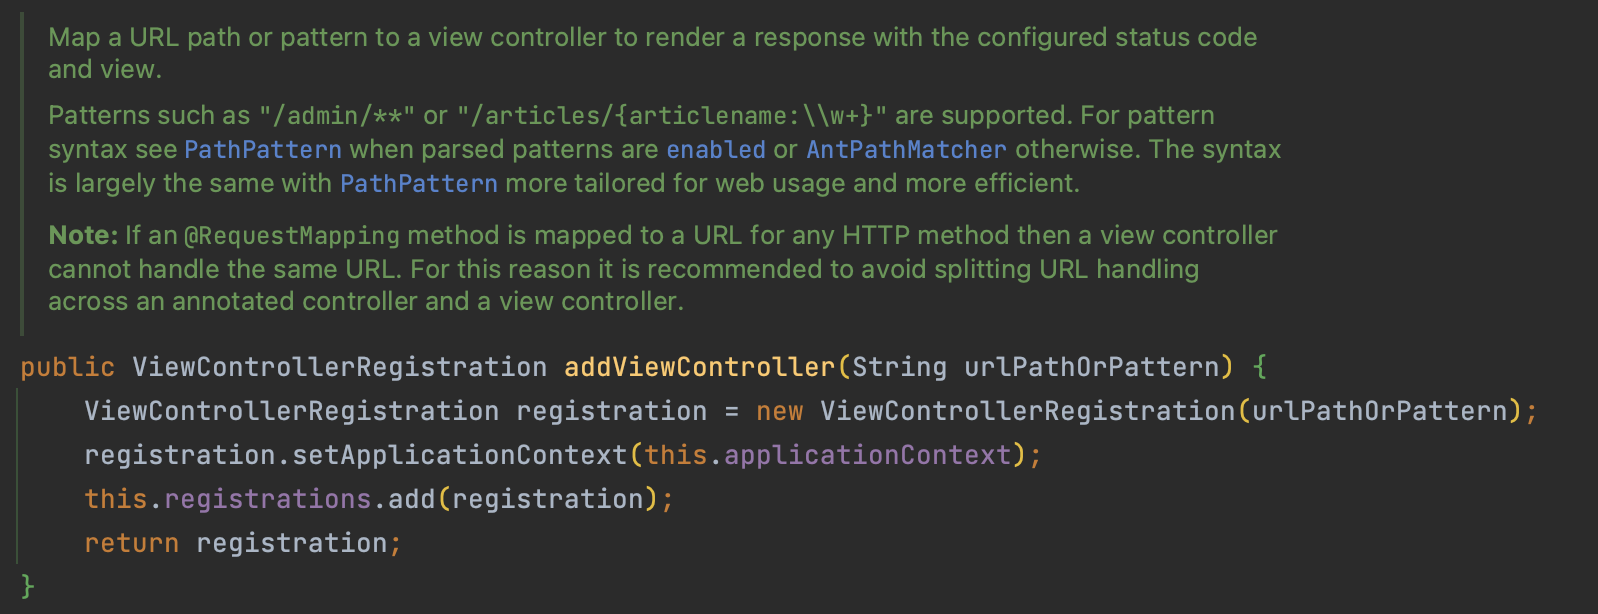 Map a URL path or pattern to a view controller to render a response with the configured status code
and view.
Patterns such as "/admin/**" or "/articles/{articlename:\\w+}" are supported. For pattern
syntax see PathPattern when parsed patterns are enabled or AntPathMatcher otherwise. The syntax
is largely the same with PathPattern more tailored for web usage and more efficient.
Note: If an @RequestMapping method is mapped to a URL for any HTTP method then a view controller
cannot handle the same URL. For this reason it is recommended to avoid splitting URL handling
across an annotated controller and a view controller.
public ViewControllerRegistration addViewController(String urlPathOrPattern) {
    ViewControllerRegistration registration = new ViewControllerRegistration(urlPathOrPattern);
    registration.setApplicationContext(this.applicationContext);
    this.registrations.add(registration);
    return registration;
}